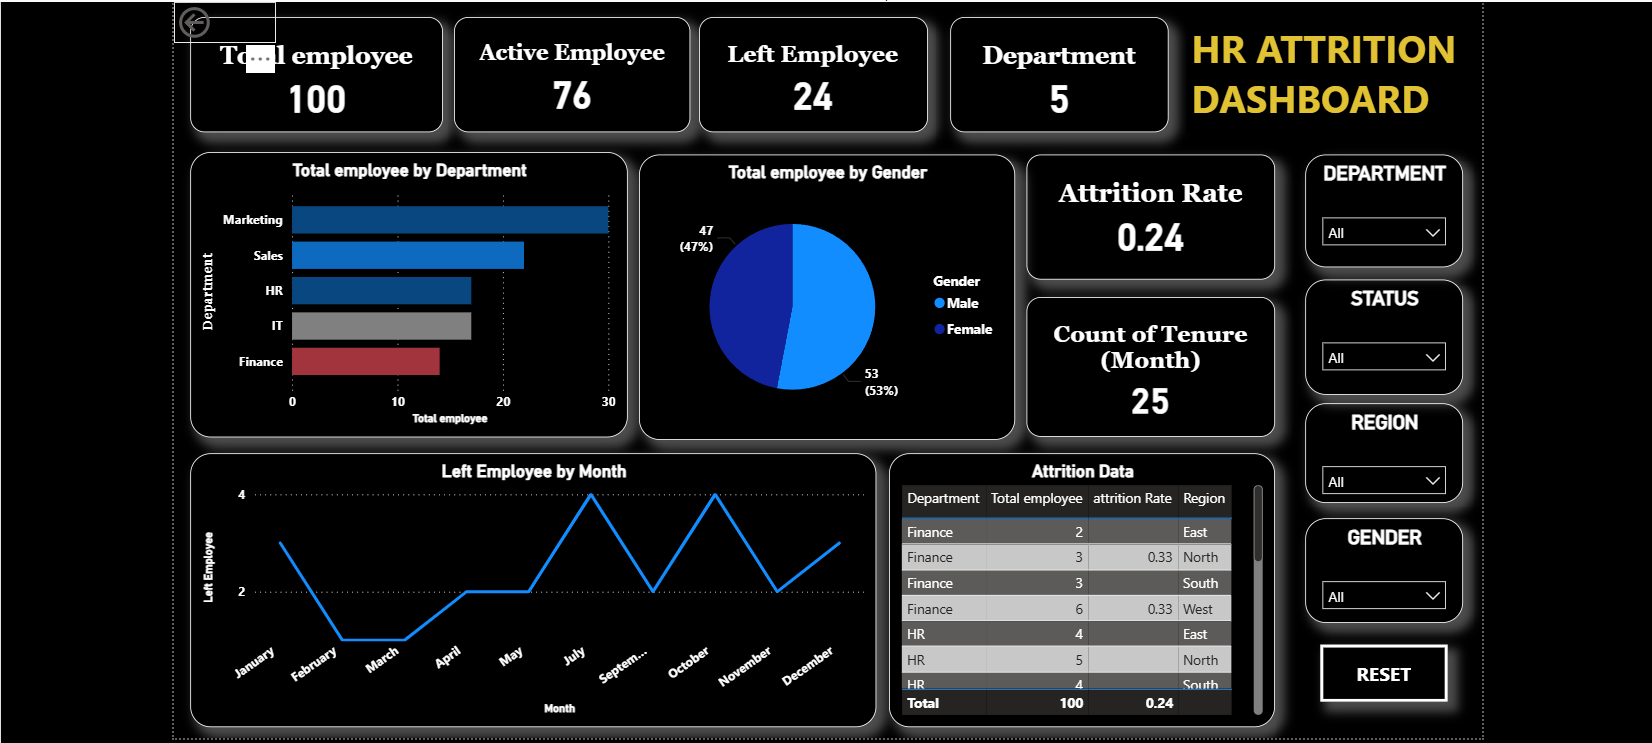 Total employee
100
Active Employee
76
Left Employee
24
Department
5
HR ATTRITION
DASHBOARD
Total employee by Department
Department
Marketing
Sales
HR
IT
Finance
0 10 20 30
Total employee
Total employee by Gender
47
(47%)
53
(53%)
Gender
Male
Female
Attrition Rate
0.24
Count of Tenure
(Month)
25
DEPARTMENT
All
STATUS
All
REGION
All
GENDER
All
RESET
Left Employee by Month
Left Employee
4
2
January February March April May July Septem... October November December
Month
Attrition Data
Department Total employee attrition Rate Region
Finance 2 East
Finance 3 0.33 North
Finance 3 South
Finance 6 0.33 West
HR 4 East
HR 5 North
HR 4 South
Total 100 0.24